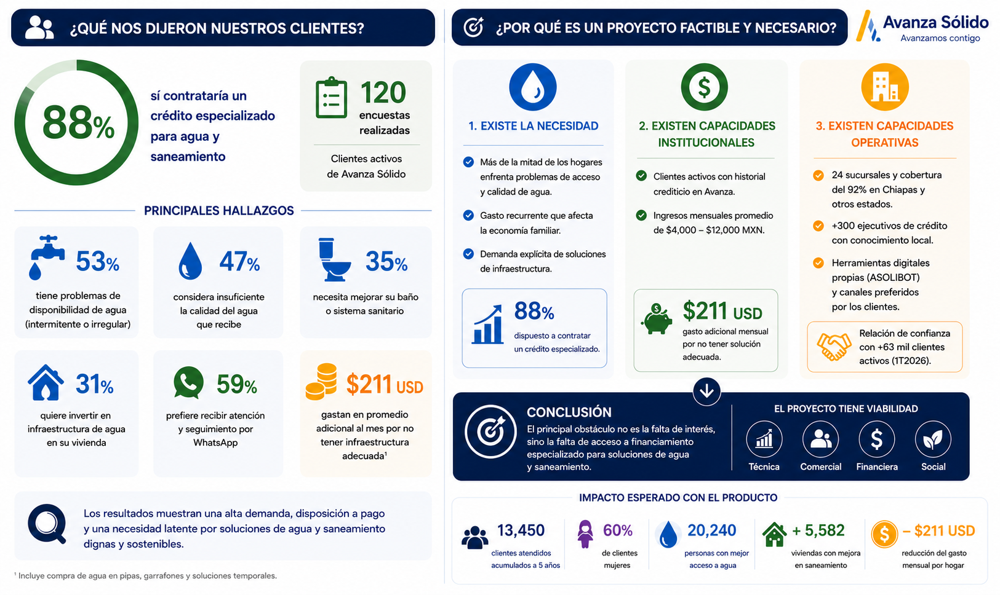 ¿QUÉ NOS DIJERON NUESTROS CLIENTES?
88%
sí contrataría un
crédito especializado
para agua y
saneamiento
120
encuestas
realizadas
Clientes activos
de Avanza Sólido
PRINCIPALES HALLAZGOS
53%
tiene problemas de
disponibilidad de agua
(intermitente o irregular)
47%
considera insuficiente
la calidad del agua
que recibe
35%
necesita mejorar su baño
o sistema sanitario
31%
quiere invertir en
infraestructura de agua
en su vivienda
59%
prefiere recibir atención
y seguimiento por
WhatsApp
$211 USD
gastan en promedio
adicional al mes por no
tener infraestructura
adecuada¹
Los resultados muestran una alta demanda, disposición a pago
y una necesidad latente por soluciones de agua y saneamiento
dignas y sostenibles.
¹ Incluye compra de agua en pipas, garrafones y soluciones temporales.
¿POR QUÉ ES UN PROYECTO FACTIBLE Y NECESARIO?
Avanza Sólido
Avanzamos contigo
1. EXISTE LA NECESIDAD
Más de la mitad de los hogares
enfrenta problemas de acceso
y calidad de agua.
Gasto recurrente que afecta
la economía familiar.
Demanda explícita de soluciones
de infraestructura.
88%
dispuesto a contratar
un crédito especializado.
2. EXISTEN CAPACIDADES
INSTITUCIONALES
Clientes activos con historial
crediticio en Avanza.
Ingresos mensuales promedio
de $4,000 – $12,000 MXN.
$211 USD
gasto adicional mensual
por no tener solución
adecuada.
3. EXISTEN CAPACIDADES
OPERATIVAS
24 sucursales y cobertura
del 92% en Chiapas y
otros estados.
+300 ejecutivos de crédito
con conocimiento local.
Herramientas digitales
propias (ASOLIBOT)
y canales preferidos
por los clientes.
Relación de confianza
con +63 mil clientes
activos (1T2026).
CONCLUSIÓN
El principal obstáculo no es la falta de interés,
sino la falta de acceso a financiamiento
especializado para soluciones de agua
y saneamiento.
EL PROYECTO TIENE VIABILIDAD
Técnica
Comercial
Financiera
Social
IMPACTO ESPERADO CON EL PRODUCTO
13,450
clientes atendidos
acumulados a 5 años
60%
de clientes
mujeres
20,240
personas con mejor
acceso a agua
+ 5,582
viviendas con mejora
en saneamiento
– $211 USD
reducción del gasto
mensual por hogar